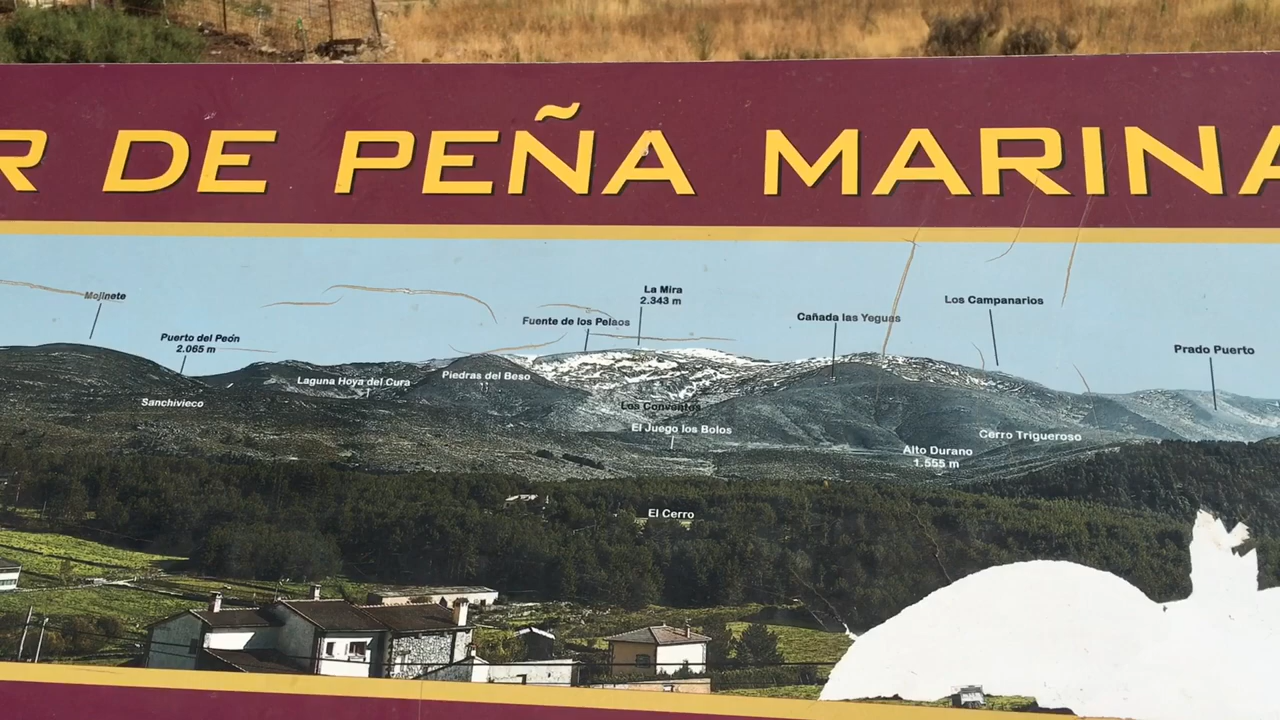 R DE PEÑA MARINA
Mojinete
La Mira
2.343 m
Los Campanarios
Fuente de los Pelaos
Cañada las Yeguas
Puerto del Peón
2.065 m
Prado Puerto
Laguna Hoya del Cura
Piedras del Beso
Sanchivieco
Los Conventos
El Juego los Bolos
Cerro Trigueroso
Alto Durano
1.555 m
El Cerro